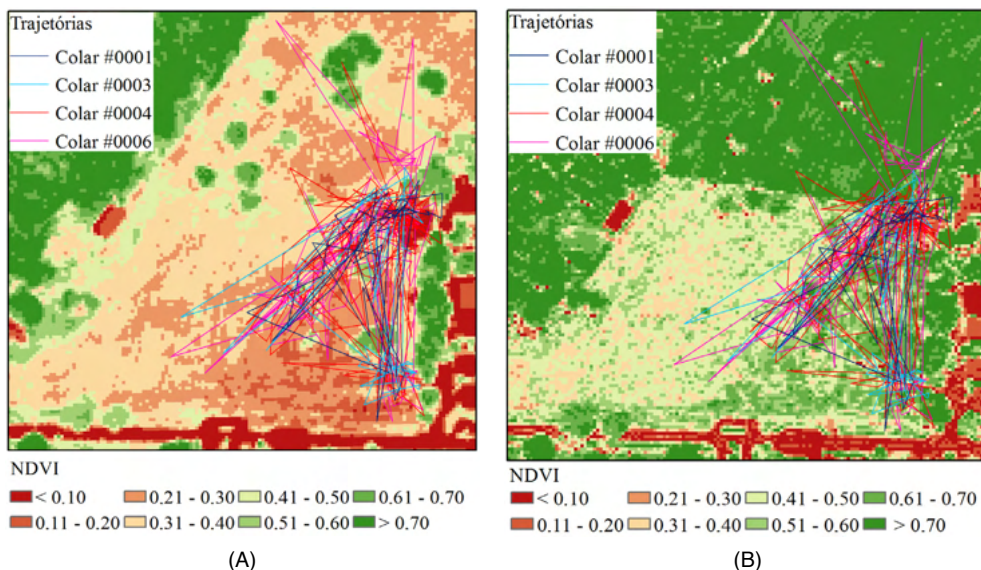 Trajetórias
Colar #0001
Colar #0003
Colar #0004
Colar #0006
NDVI
< 0.10 0.21 - 0.30 0.41 - 0.50 0.61 - 0.70
0.11 - 0.20 0.31 - 0.40 0.51 - 0.60 > 0.70
(A)
Trajetórias
Colar #0001
Colar #0003
Colar #0004
Colar #0006
NDVI
< 0.10 0.21 - 0.30 0.41 - 0.50 0.61 - 0.70
0.11 - 0.20 0.31 - 0.40 0.51 - 0.60 > 0.70
(B)